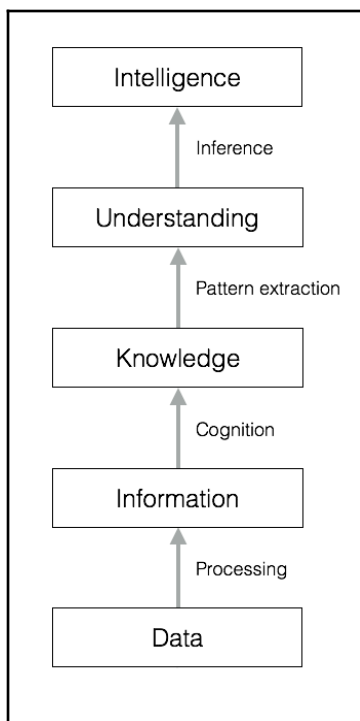 Intelligence
Inference
Understanding
Pattern extraction
Knowledge
Cognition
Information
Processing
Data